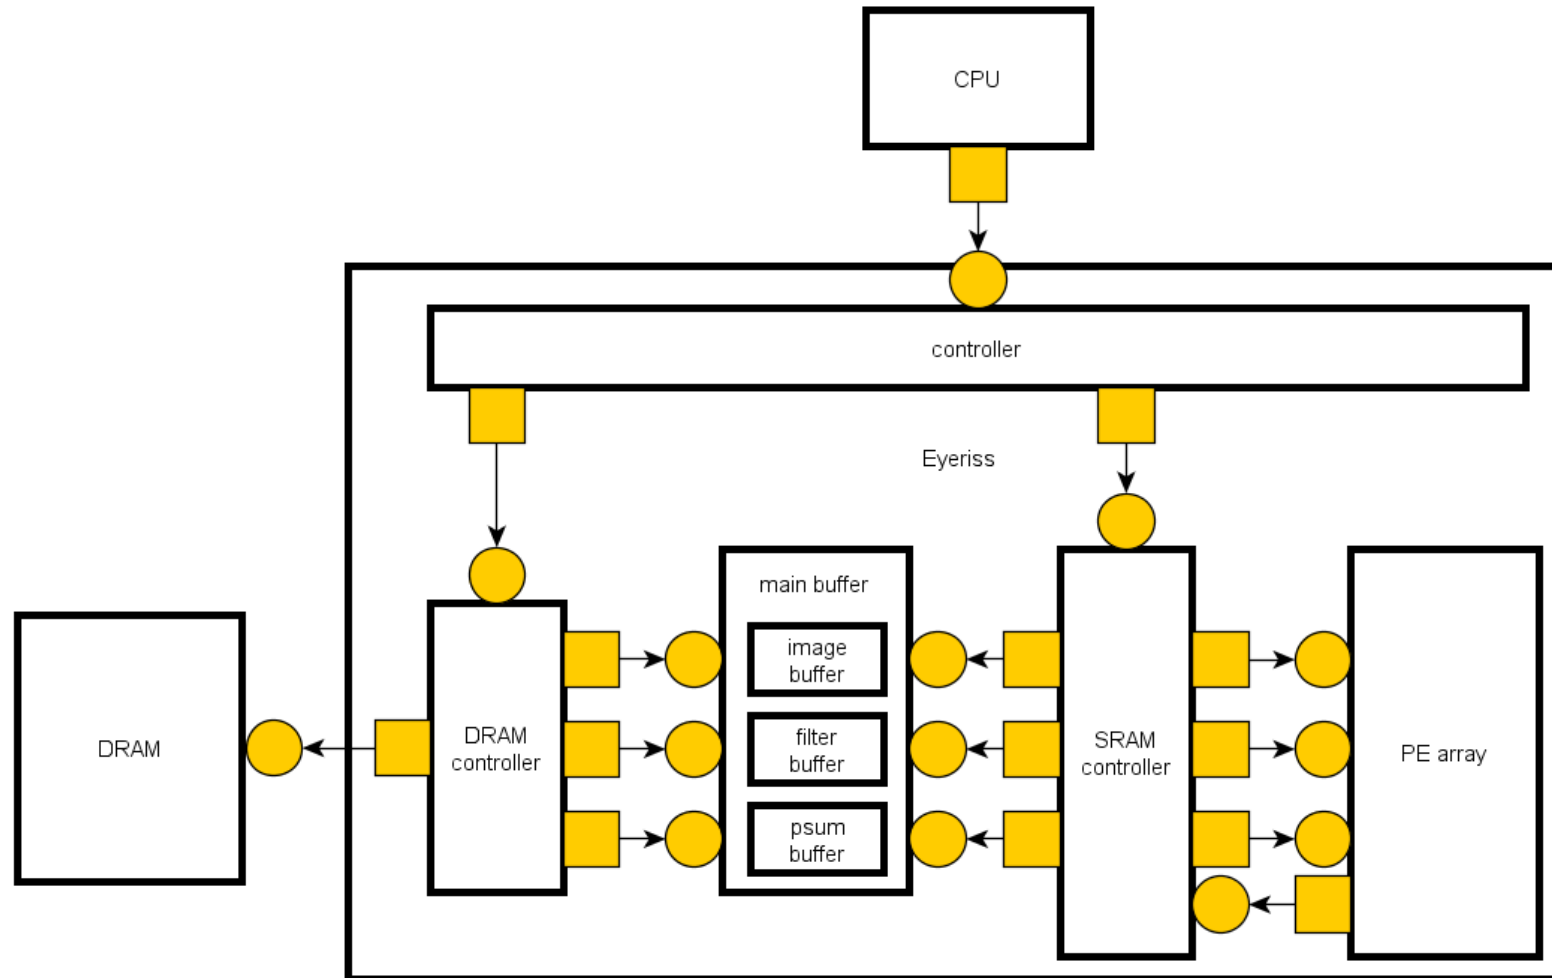 CPU
controller
Eyeriss
main buffer
image
buffer
DRAM
DRAM
controller
filter
buffer
SRAM
controller
PE array
psum
buffer